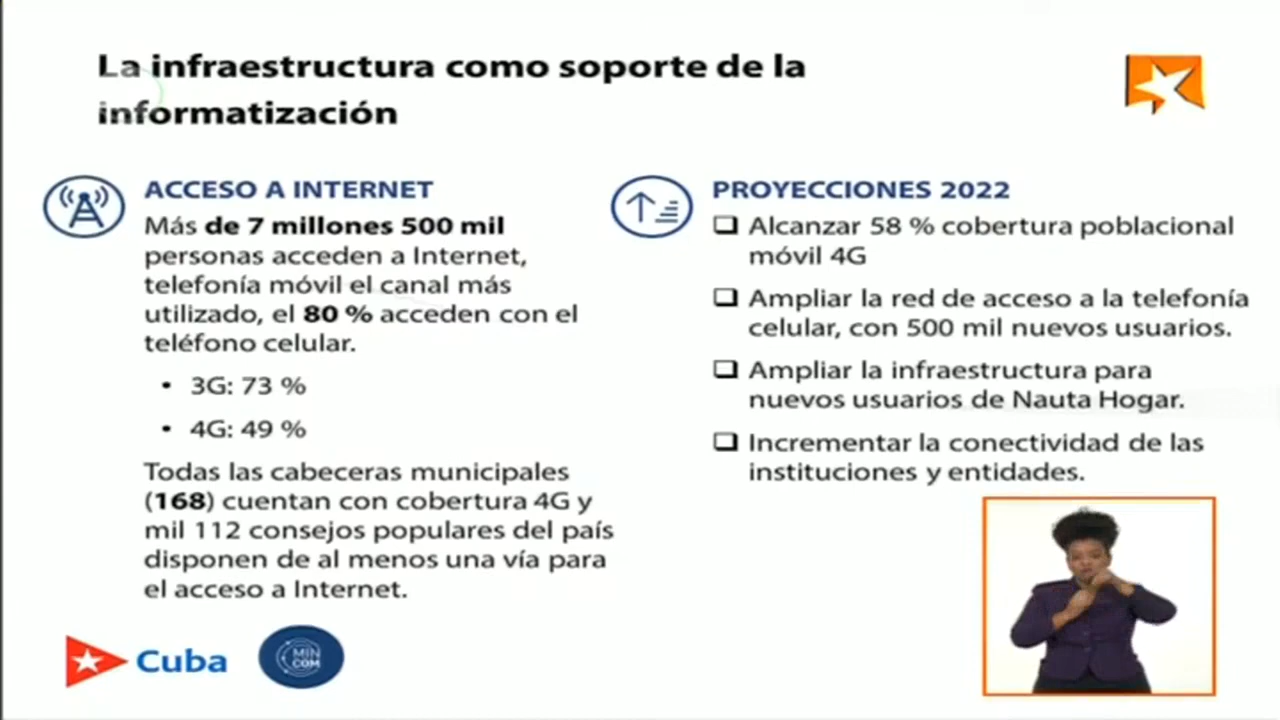 La infraestructura como soporte de la
informatización
ACCESO A INTERNET
Más de 7 millones 500 mil
personas acceden a Internet,
telefonía móvil el canal más
utilizado, el 80 % acceden con el
teléfono celular.
• 3G: 73 %
• 4G: 49 %
Todas las cabeceras municipales
(168) cuentan con cobertura 4G y
mil 112 consejos populares del país
disponen de al menos una vía para
el acceso a Internet.
PROYECCIONES 2022
❑ Alcanzar 58 % cobertura poblacional
móvil 4G
❑ Ampliar la red de acceso a la telefonía
celular, con 500 mil nuevos usuarios.
❑ Ampliar la infraestructura para
nuevos usuarios de Nauta Hogar.
❑ Incrementar la conectividad de las
instituciones y entidades.
Cuba
MIN
COM